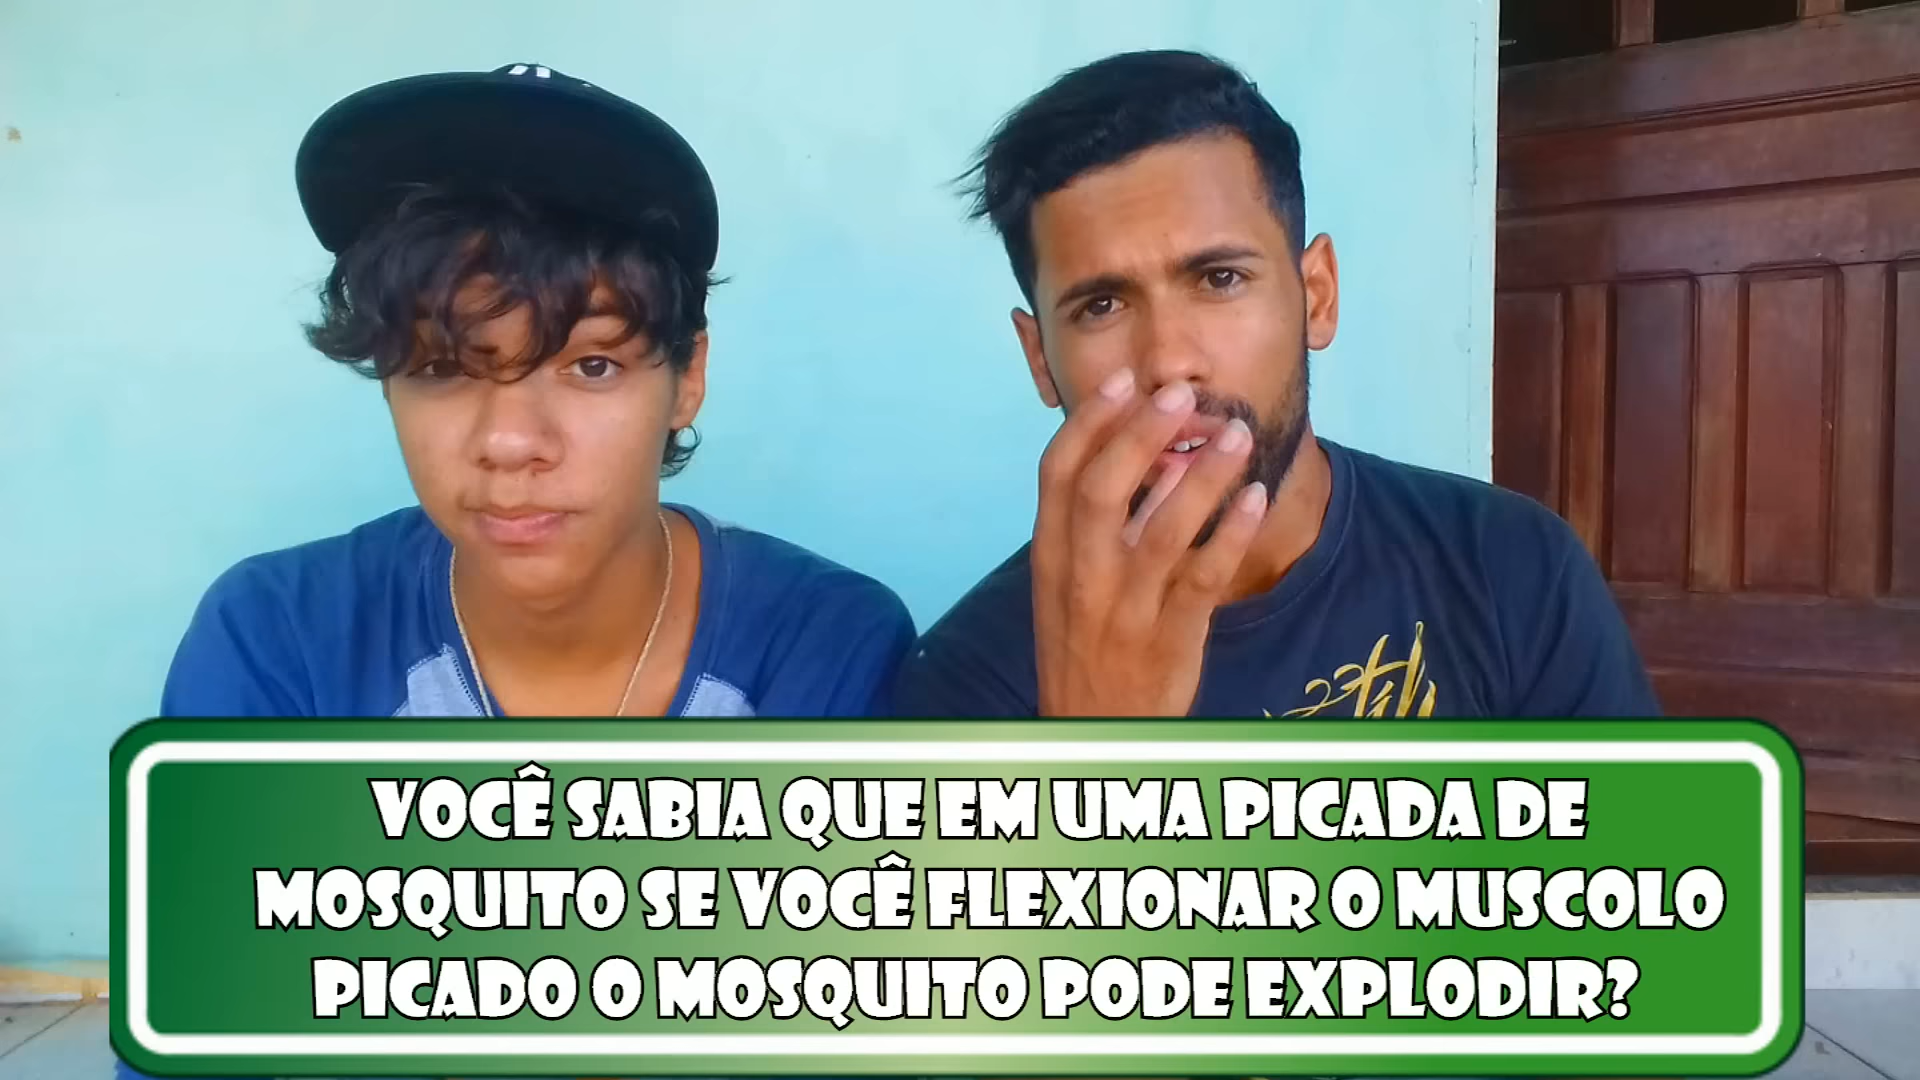 VOCÊ SABIA QUE EM UMA PICADA DE
MOSQUITO SE VOCÊ FLEXIONAR O MUSCOLO
PICADO O MOSQUITO PODE EXPLODIR?